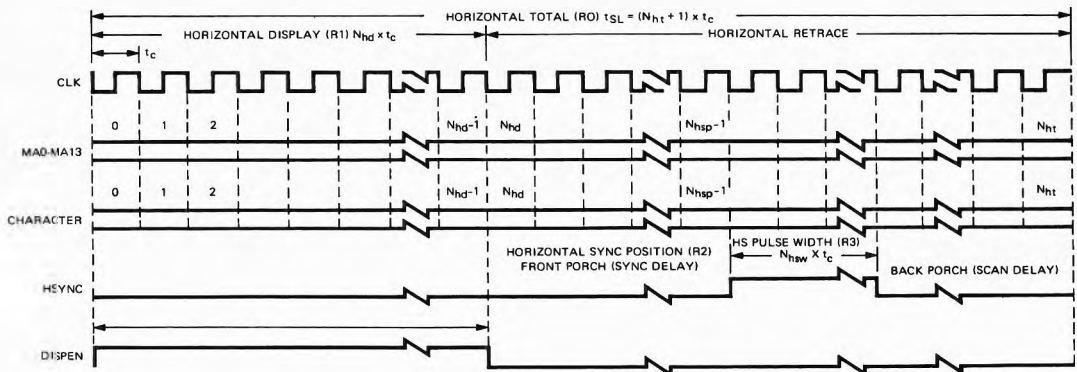 HORIZONTAL TOTAL (RO) tSL = (Nht + 1) x tc
HORIZONTAL DISPLAY (R1) Nhd x tc
HORIZONTAL RETRACE
tc
CLK
0 1 2 Nhd-1 Nhd Nhsp-1 Nht
MA0-MA13
0 1 2 Nhd-1 Nhd Nhsp-1 Nht
CHARACTER
HORIZONTAL SYNC POSITION (R2)
FRONT PORCH (SYNC DELAY)
HS PULSE WIDTH (R3)
Nhsw X tc
BACK PORCH (SCAN DELAY)
HSYNC
DISPEN